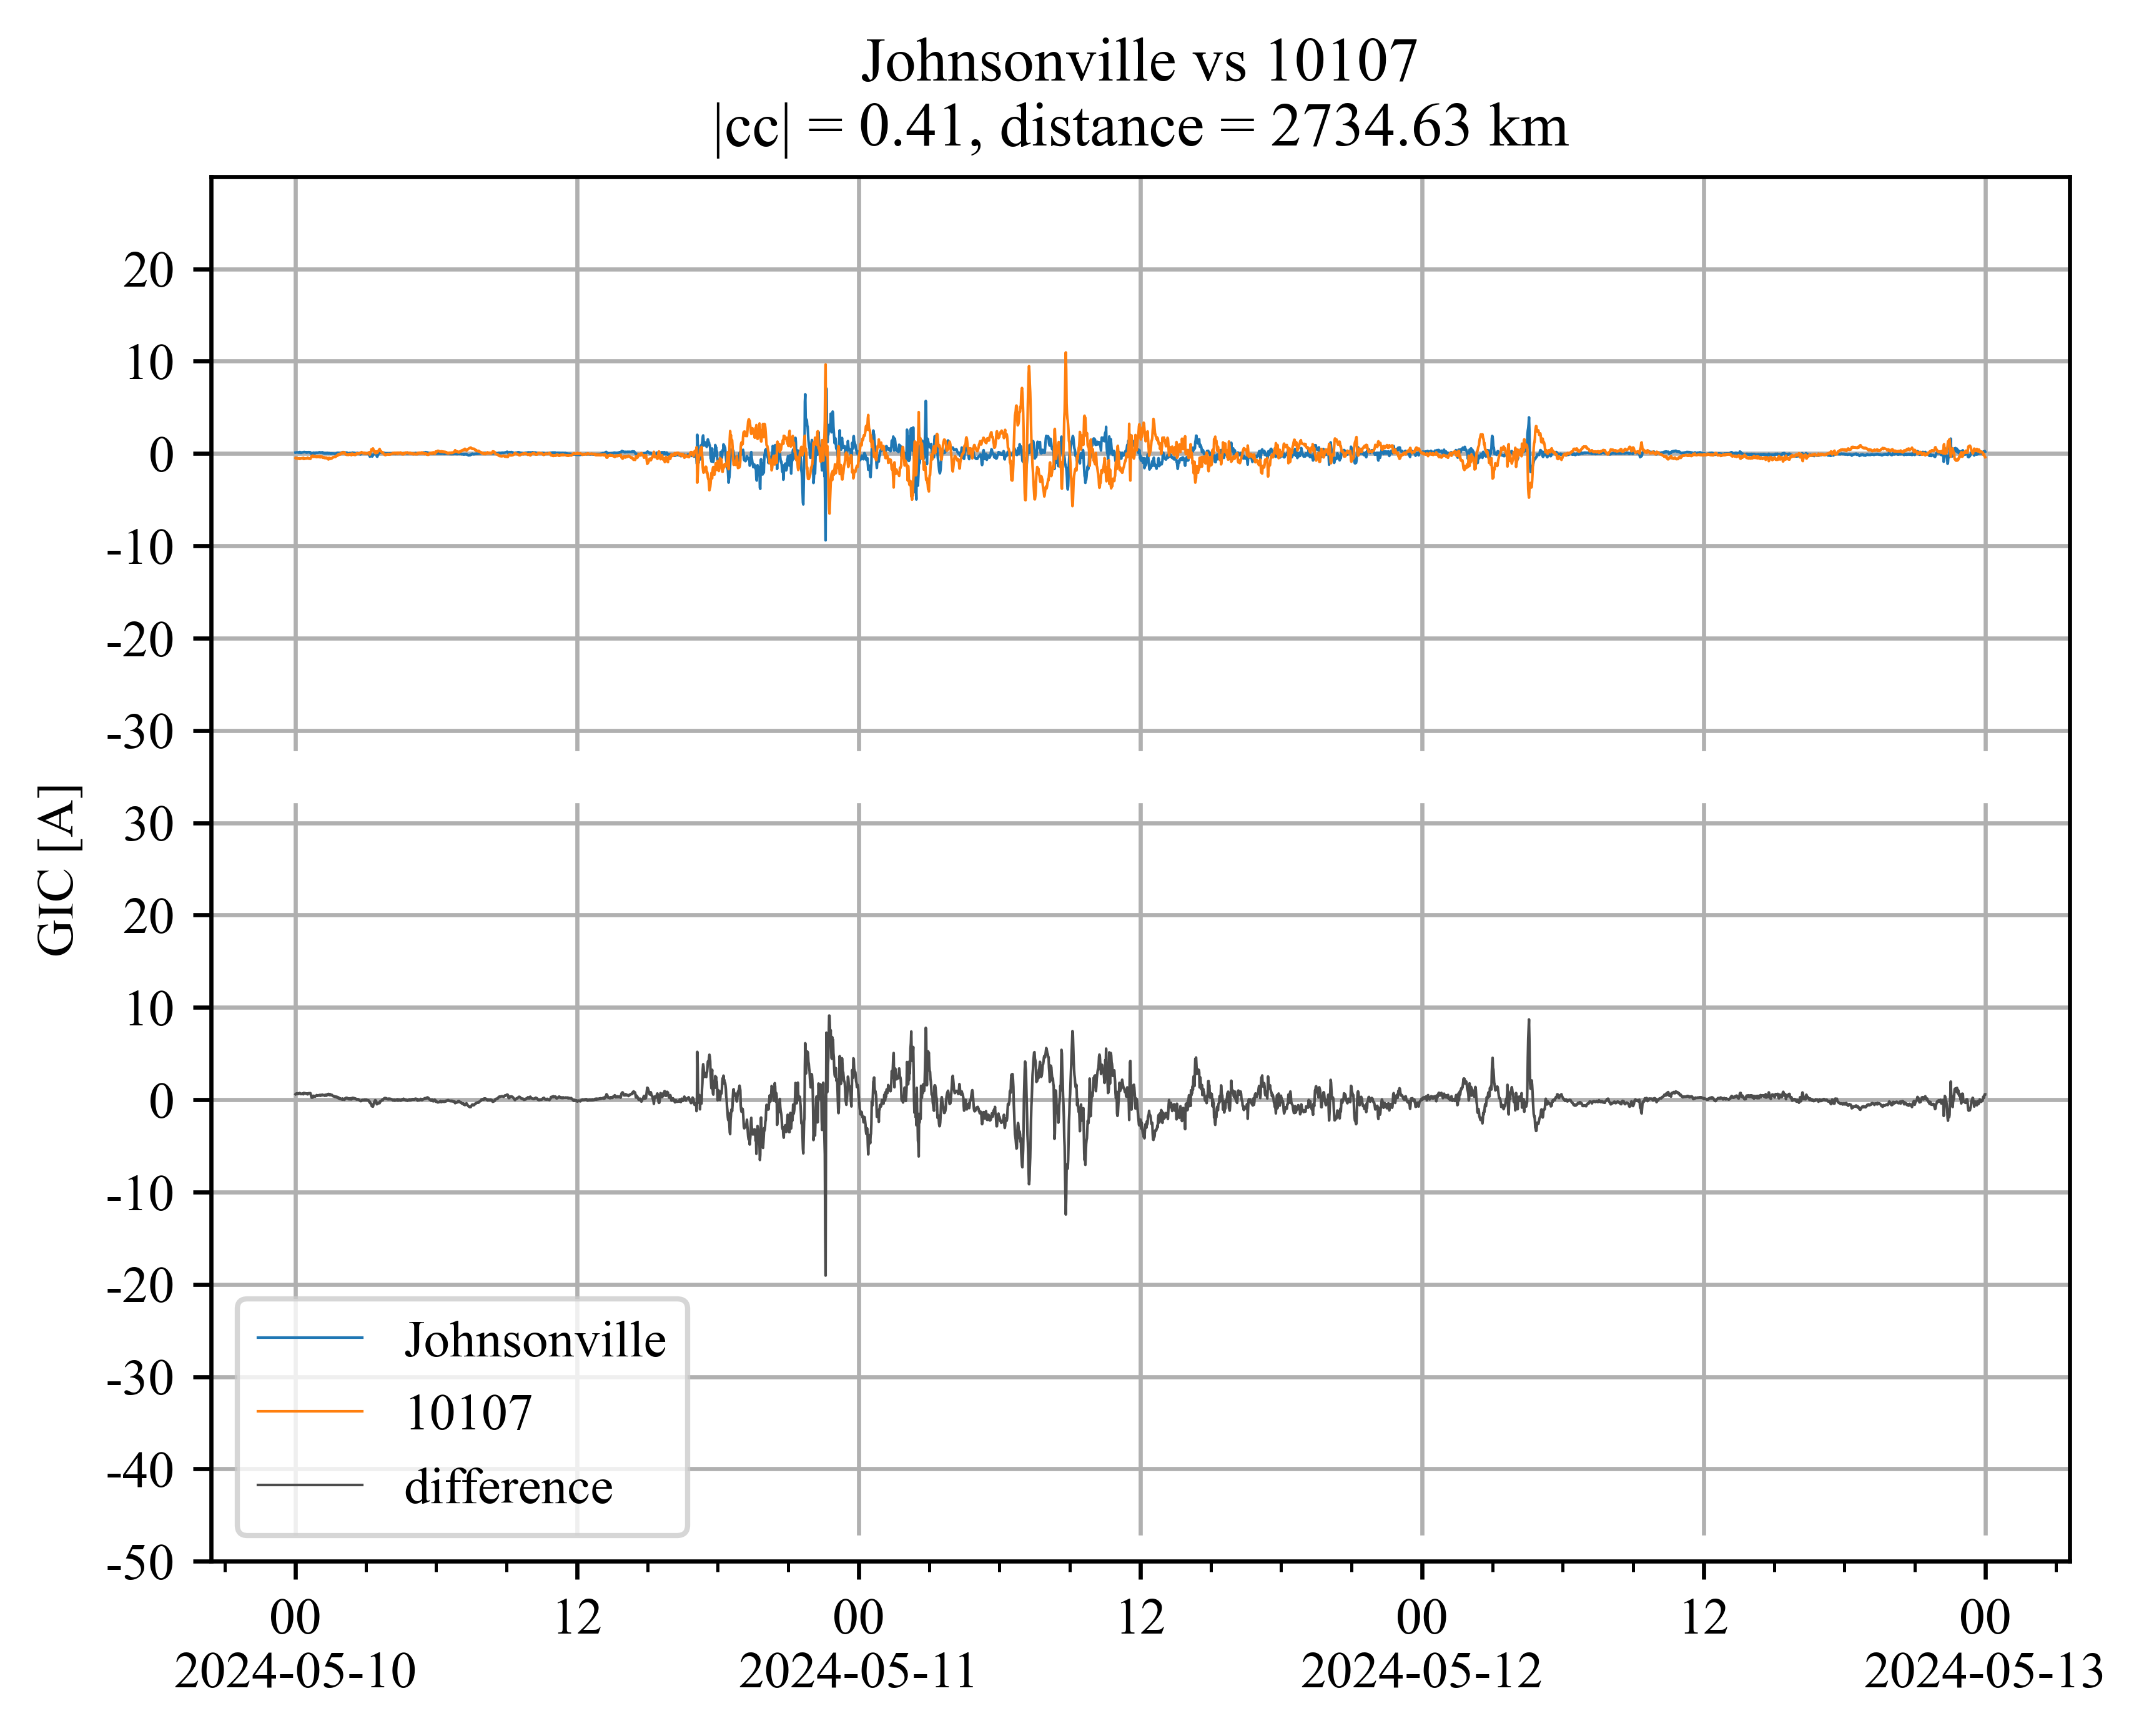 Johnsonville vs 10107
|cc| = 0.41, distance = 2734.63 km
GIC [A]
20
10
0
-10
-20
-30
30
20
10
0
-10
-20
-30
-40
-50
Johnsonville
10107
difference
00 12 00 12 00 12 00
2024-05-10 2024-05-11 2024-05-12 2024-05-13